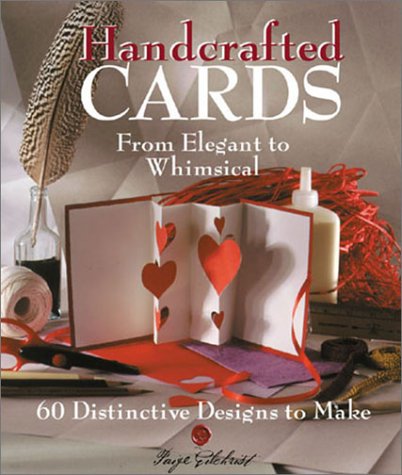 Handcrafted
CARDS
From Elegant to
Whimsical
60 Distinctive Designs to Make
Paige Gilchrist